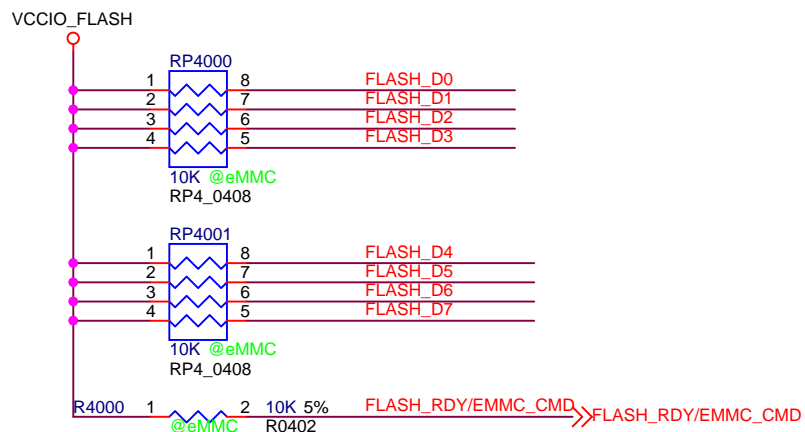 VCCIO_FLASH
RP4000
1 8 FLASH_D0
2 7 FLASH_D1
3 6 FLASH_D2
4 5 FLASH_D3
10K @eMMC
RP4_0408
RP4001
1 8 FLASH_D4
2 7 FLASH_D5
3 6 FLASH_D6
4 5 FLASH_D7
10K @eMMC
RP4_0408
R4000 1 2 10K 5% FLASH_RDY/EMMC_CMD FLASH_RDY/EMMC_CMD
@eMMC R0402